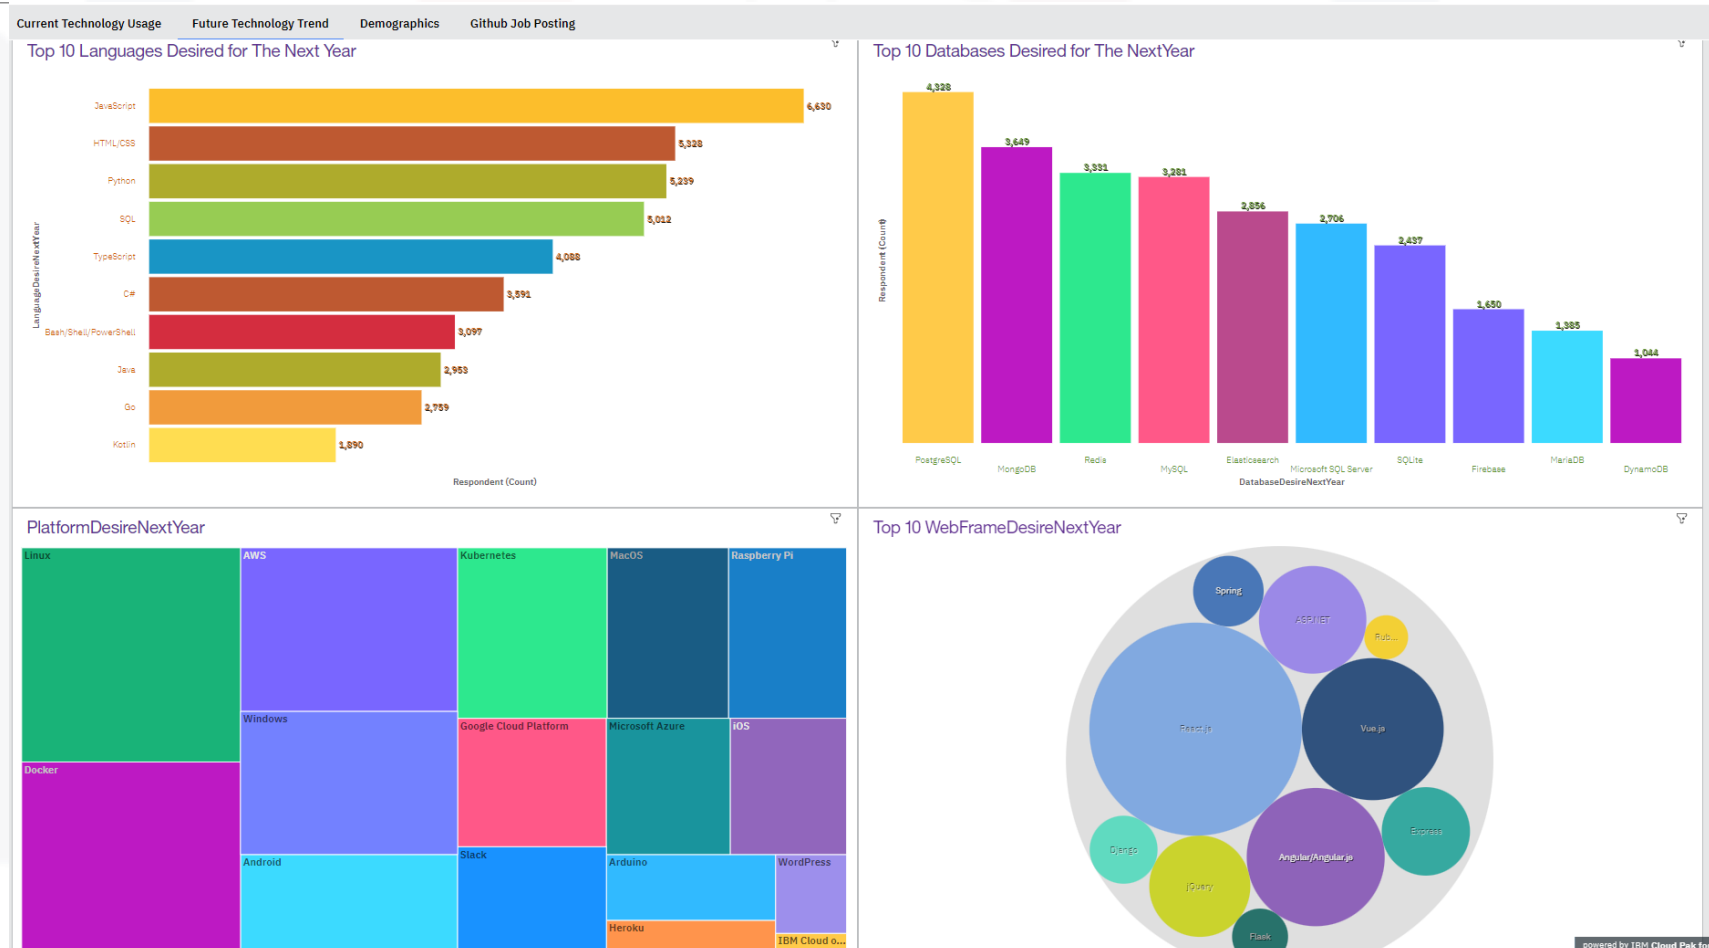 Current Technology Usage
Future Technology Trend
Demographics
Github Job Posting
Top 10 Languages Desired for The Next Year
LanguageDesireNextYear
JavaScript 6,630
HTML/CSS 5,328
Python 5,239
SQL 5,012
TypeScript 4,088
C# 3,591
Bash/Shell/PowerShell 3,097
Java 2,953
Go 2,759
Kotlin 1,890
Respondent (Count)
Top 10 Databases Desired for The NextYear
Respondent (Count)
4,328
3,649
3,331
3,281
2,856
2,706
2,437
1,650
1,385
1,044
PostgreSQL
MongoDB
Redis
MySQL
Elasticsearch
Microsoft SQL Server
SQLite
Firebase
MariaDB
DynamoDB
DatabaseDesireNextYear
PlatformDesireNextYear
Linux
AWS
Kubernetes
MacOS
Raspberry Pi
Windows
Google Cloud Platform
Microsoft Azure
iOS
Docker
Android
Slack
Arduino
WordPress
Heroku
IBM Cloud o...
Top 10 WebFrameDesireNextYear
Spring
ASP.NET
Rub...
React.js
Vue.js
Express
Django
Angular/Angular.js
jQuery
Flask
powered by IBM Cloud Pak for